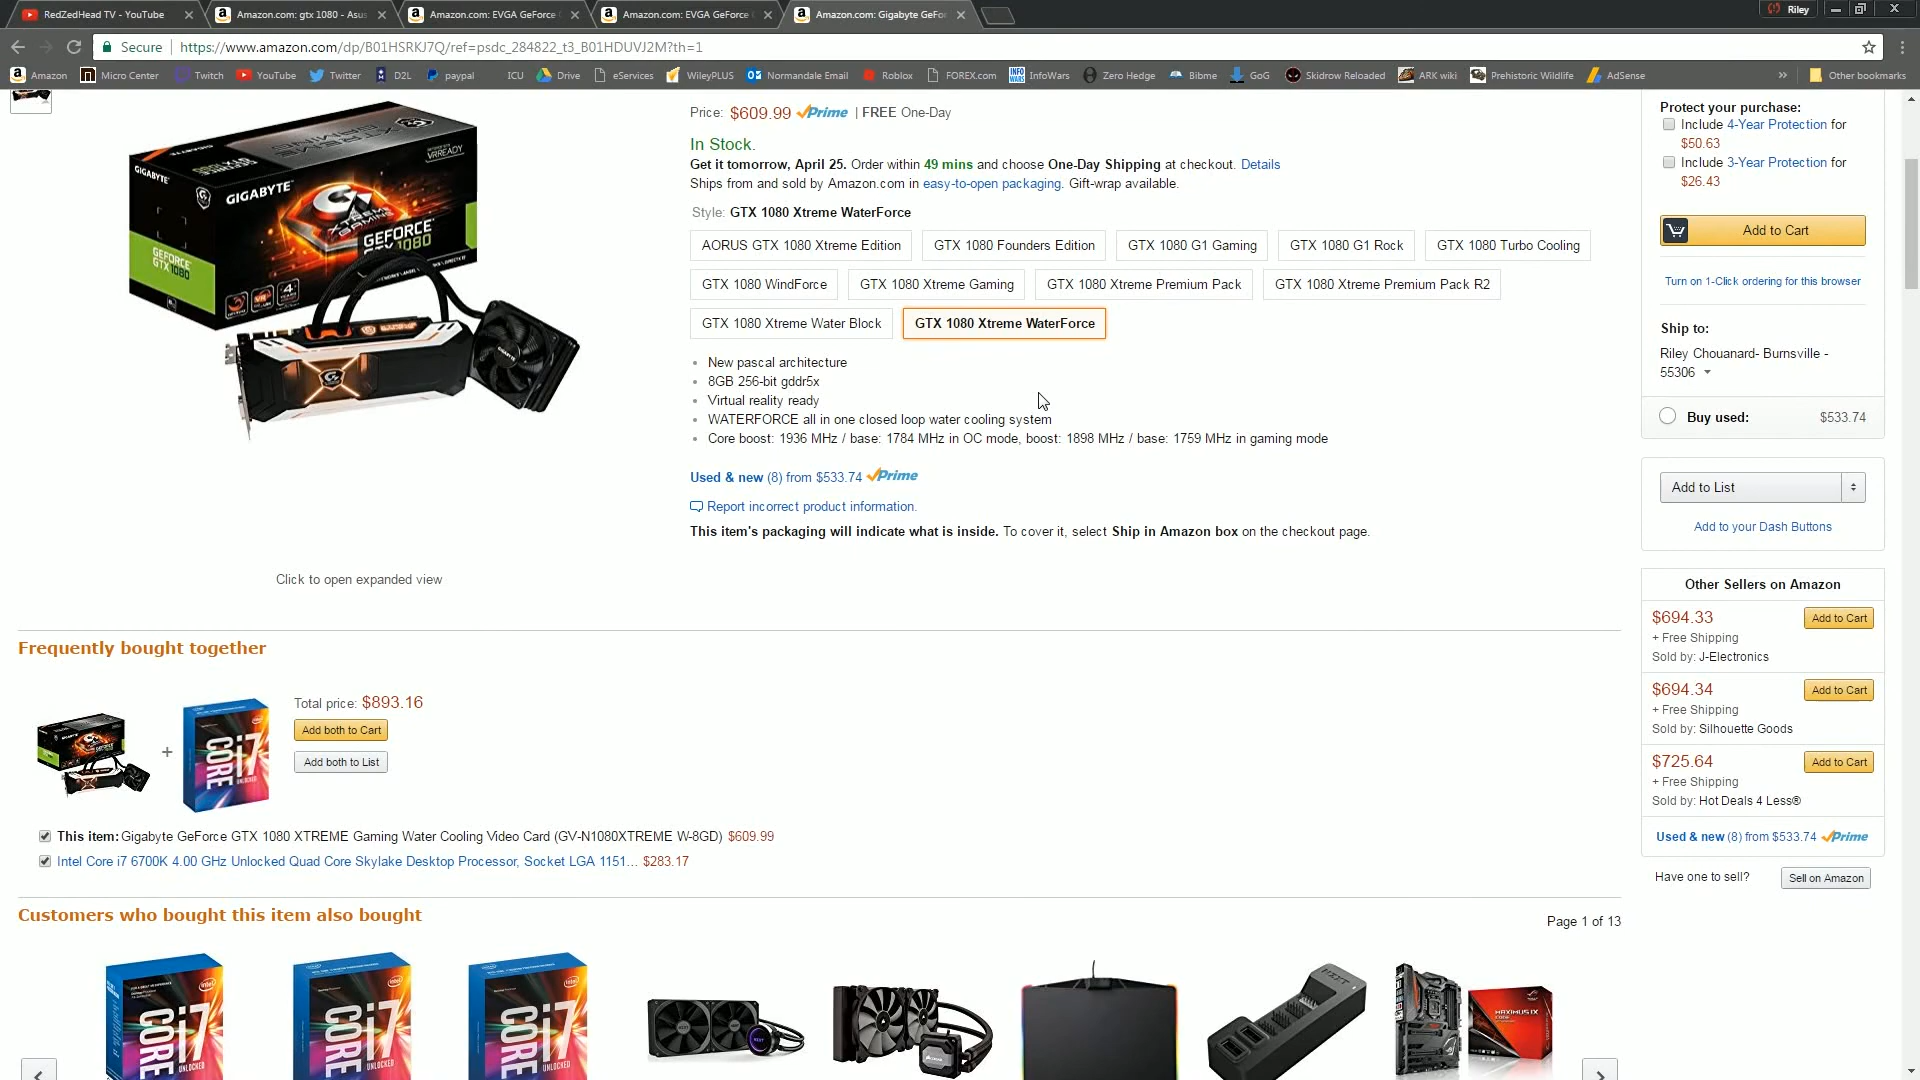 RedZedHead TV - YouTube
Amazon.com: gtx 1080 - Asus
Amazon.com: EVGA GeForce
Amazon.com: EVGA GeForce
Amazon.com: Gigabyte GeFor
Riley
Secure
https://www.amazon.com/dp/B01HSRKJ7Q/ref=psdc_284822_t3_B01HDUVJ2M?th=1
Amazon
Micro Center
Twitch
YouTube
Twitter
D2L
paypal
ICU
Drive
eServices
WileyPLUS
Normandale Email
Roblox
FOREX.com
InfoWars
Zero Hedge
Bibme
GoG
Skidrow Reloaded
ARK wiki
Prehistoric Wildlife
AdSense
»
Other bookmarks
GIGABYTE
GIGABYTE
XTREME GAMING
GEFORCE
GTX 1080
GEFORCE
GTX 1080
VRREADY
Price: $609.99 Prime | FREE One-Day
In Stock.
Get it tomorrow, April 25. Order within 49 mins and choose One-Day Shipping at checkout. Details
Ships from and sold by Amazon.com in easy-to-open packaging. Gift-wrap available.
Style: GTX 1080 Xtreme WaterForce
AORUS GTX 1080 Xtreme Edition
GTX 1080 Founders Edition
GTX 1080 G1 Gaming
GTX 1080 G1 Rock
GTX 1080 Turbo Cooling
GTX 1080 WindForce
GTX 1080 Xtreme Gaming
GTX 1080 Xtreme Premium Pack
GTX 1080 Xtreme Premium Pack R2
GTX 1080 Xtreme Water Block
GTX 1080 Xtreme WaterForce
• New pascal architecture
• 8GB 256-bit gddr5x
• Virtual reality ready
• WATERFORCE all in one closed loop water cooling system
• Core boost: 1936 MHz / base: 1784 MHz in OC mode, boost: 1898 MHz / base: 1759 MHz in gaming mode
Used & new (8) from $533.74 Prime
Report incorrect product information.
This item's packaging will indicate what is inside. To cover it, select Ship in Amazon box on the checkout page.
Click to open expanded view
Protect your purchase:
Include 4-Year Protection for
$50.63
Include 3-Year Protection for
$26.43
Add to Cart
Turn on 1-Click ordering for this browser
Ship to:
Riley Chouanard- Burnsville -
55306
Buy used: $533.74
Add to List
Add to your Dash Buttons
Other Sellers on Amazon
$694.33 Add to Cart
+ Free Shipping
Sold by: J-Electronics
$694.34 Add to Cart
+ Free Shipping
Sold by: Silhouette Goods
$725.64 Add to Cart
+ Free Shipping
Sold by: Hot Deals 4 Less®
Used & new (8) from $533.74 Prime
Have one to sell? Sell on Amazon
Frequently bought together
+
CORE i7
Total price: $893.16
Add both to Cart
Add both to List
This item: Gigabyte GeForce GTX 1080 XTREME Gaming Water Cooling Video Card (GV-N1080XTREME W-8GD) $609.99
Intel Core i7 6700K 4.00 GHz Unlocked Quad Core Skylake Desktop Processor, Socket LGA 1151... $283.17
Customers who bought this item also bought
Page 1 of 13
CORE i7
CORE i7
CORE i7
NZXT
MAXIMUS IX